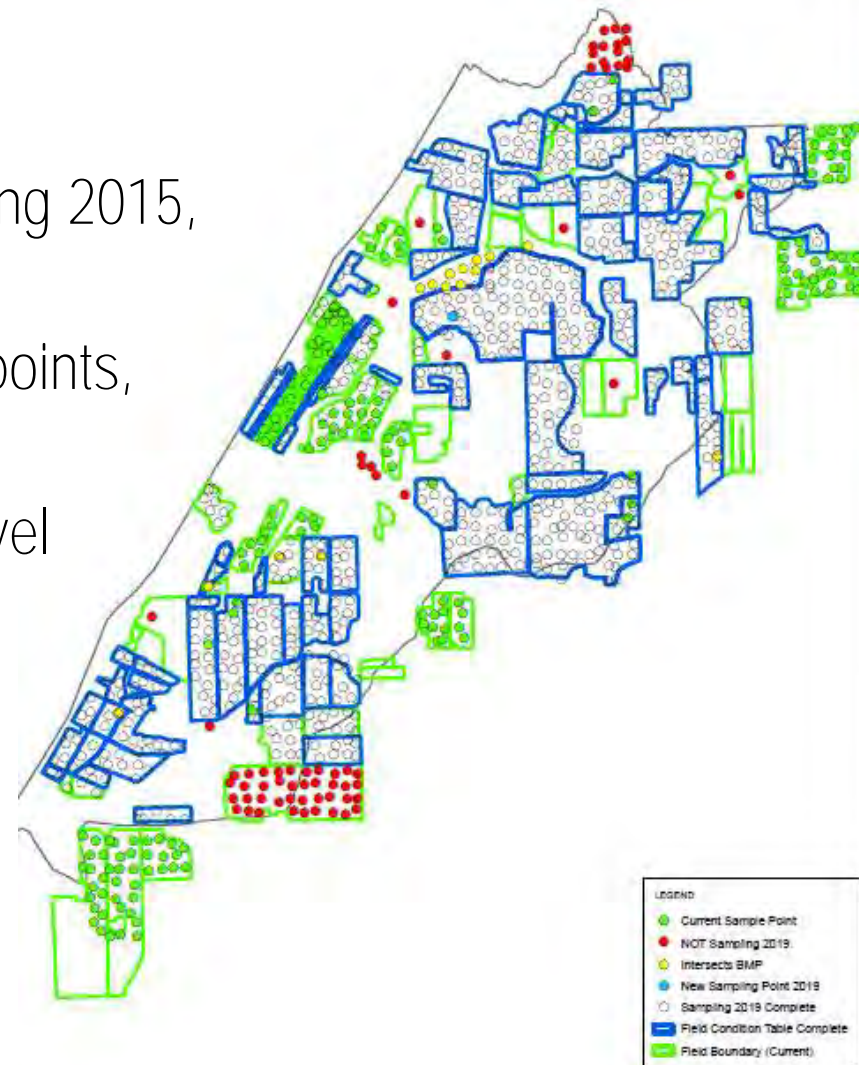 ng 2015,
points,
vel
LEGEND
Current Sample Point
NOT Sampling 2019
Intersects BMP
New Sampling Point 2019
Sampling 2019 Complete
Field Condition Table Complete
Field Boundary (Current)